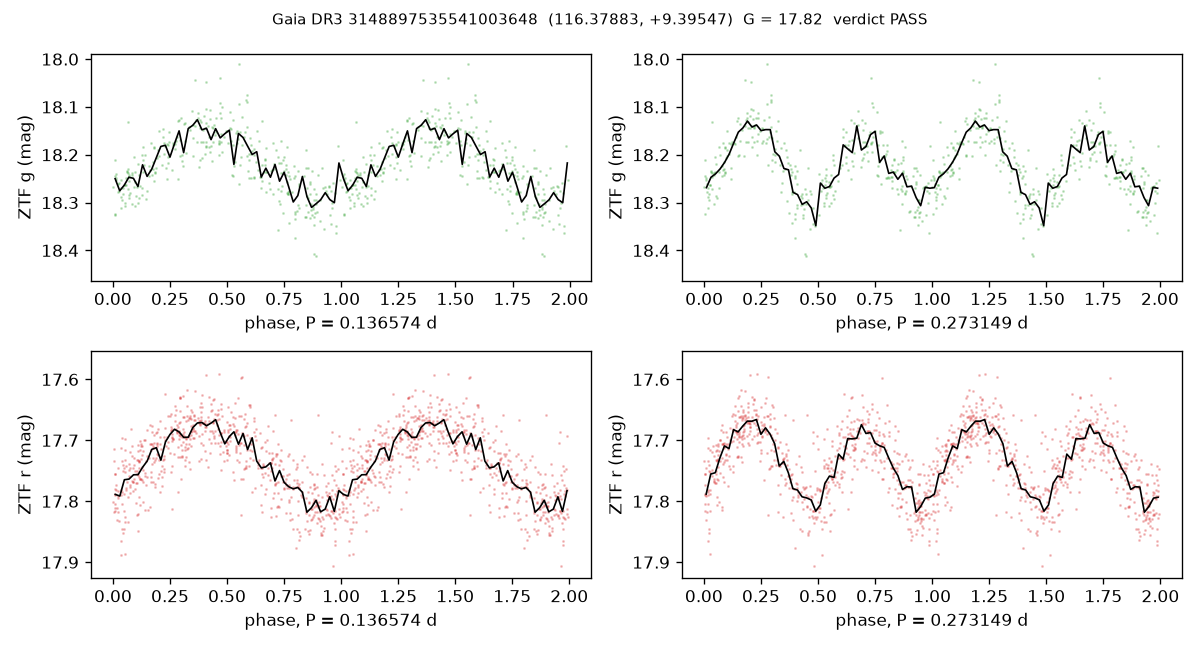 Gaia DR3 3148897535541003648 (116.37883, +9.39547) G = 17.82 verdict PASS
ZTF g (mag)
18.0
18.1
18.2
18.3
18.4
0.00 0.25 0.50 0.75 1.00 1.25 1.50 1.75 2.00
phase, P = 0.136574 d
ZTF g (mag)
18.0
18.1
18.2
18.3
18.4
0.00 0.25 0.50 0.75 1.00 1.25 1.50 1.75 2.00
phase, P = 0.273149 d
ZTF r (mag)
17.6
17.7
17.8
17.9
0.00 0.25 0.50 0.75 1.00 1.25 1.50 1.75 2.00
phase, P = 0.136574 d
ZTF r (mag)
17.6
17.7
17.8
17.9
0.00 0.25 0.50 0.75 1.00 1.25 1.50 1.75 2.00
phase, P = 0.273149 d